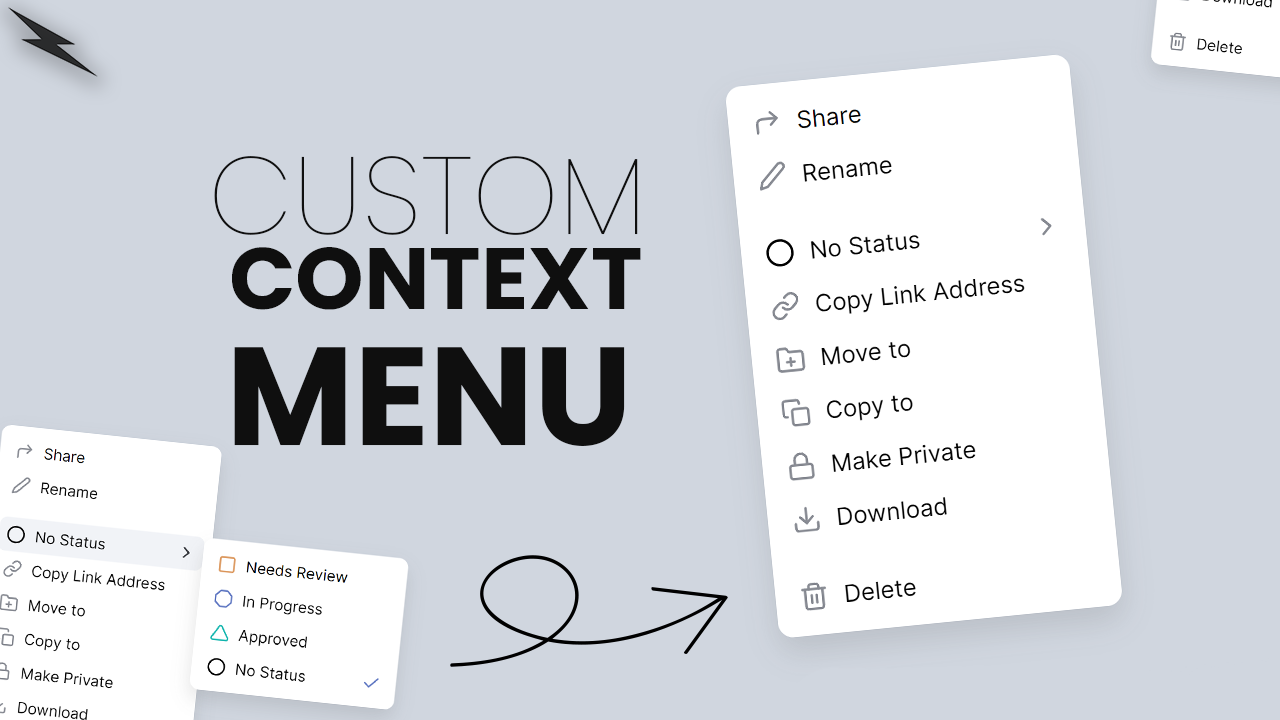 CUSTOM
CONTEXT
MENU
Share
Rename
No Status
Copy Link Address
Move to
Copy to
Make Private
Download
Delete
Download
Delete
Share
Rename
No Status
Copy Link Address
Move to
Copy to
Make Private
Download
Needs Review
In Progress
Approved
No Status